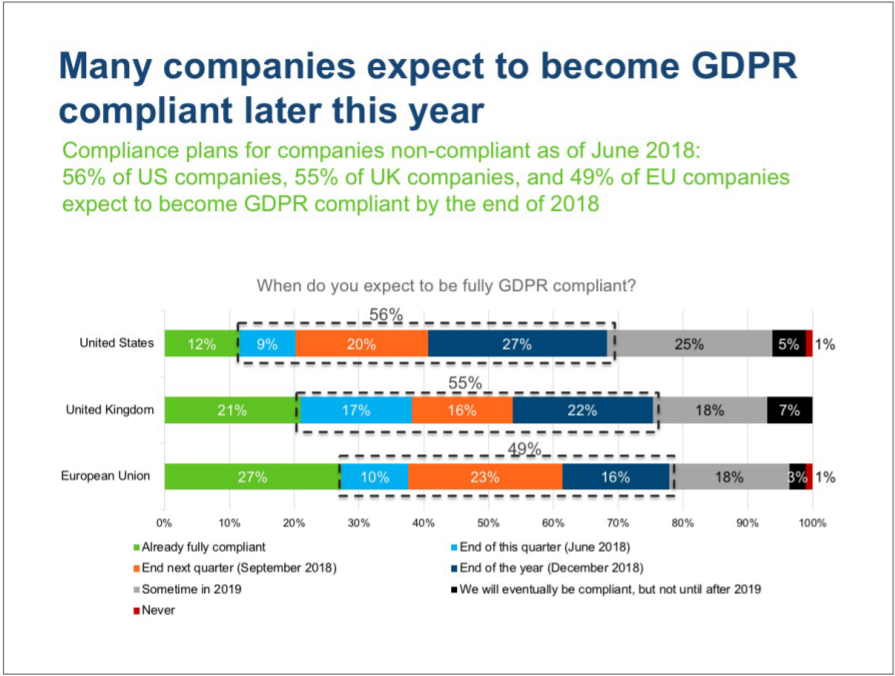 Many companies expect to become GDPR
compliant later this year
Compliance plans for companies non-compliant as of June 2018:
56% of US companies, 55% of UK companies, and 49% of EU companies
expect to become GDPR compliant by the end of 2018
When do you expect to be fully GDPR compliant?
56%
United States 12% 9% 20% 27% 25% 5% 1%
55%
United Kingdom 21% 17% 16% 22% 18% 7%
49%
European Union 27% 10% 23% 16% 18% 3% 1%
0% 10% 20% 30% 40% 50% 60% 70% 80% 90% 100%
Already fully compliant End of this quarter (June 2018)
End next quarter (September 2018) End of the year (December 2018)
Sometime in 2019 We will eventually be compliant, but not until after 2019
Never